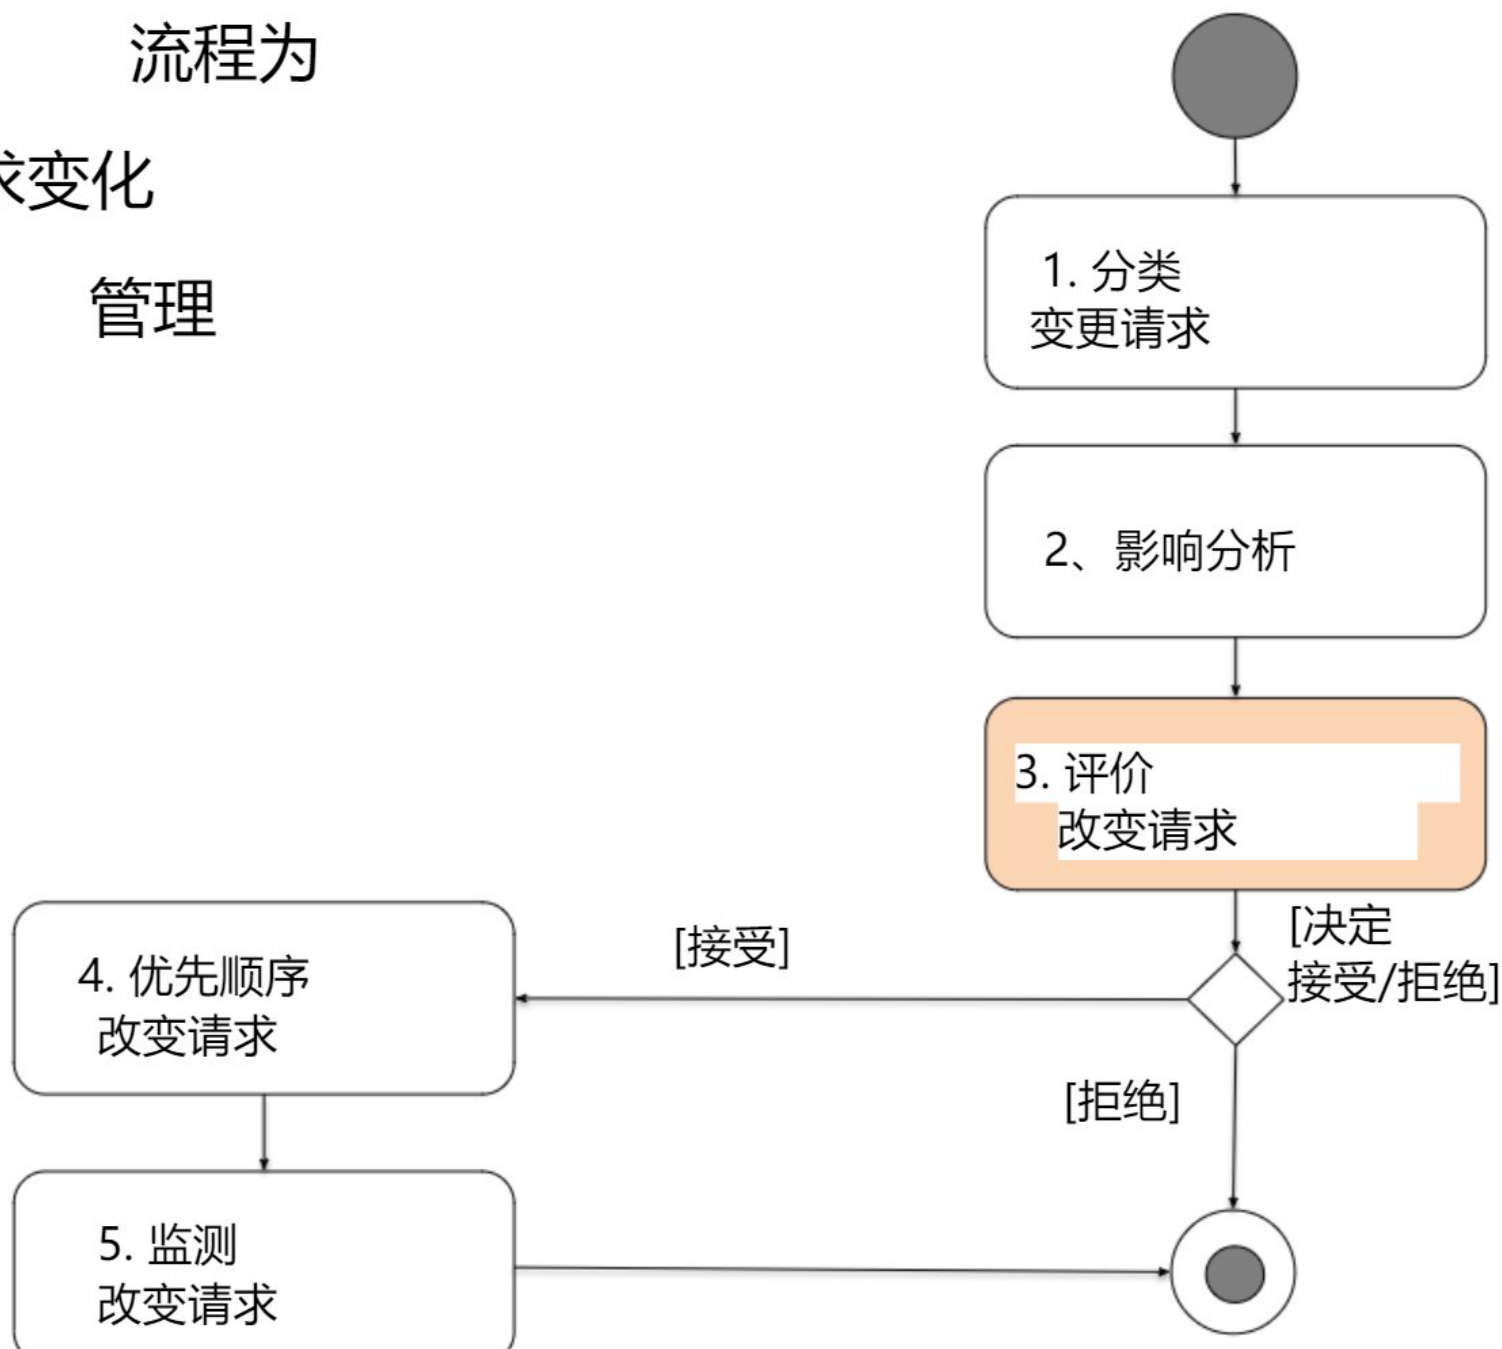 流程为
求变化
管理
1. 分类
变更请求
2、影响分析
3. 评价
改变请求
[决定
接受/拒绝]
[接受]
[拒绝]
4. 优先顺序
改变请求
5. 监测
改变请求